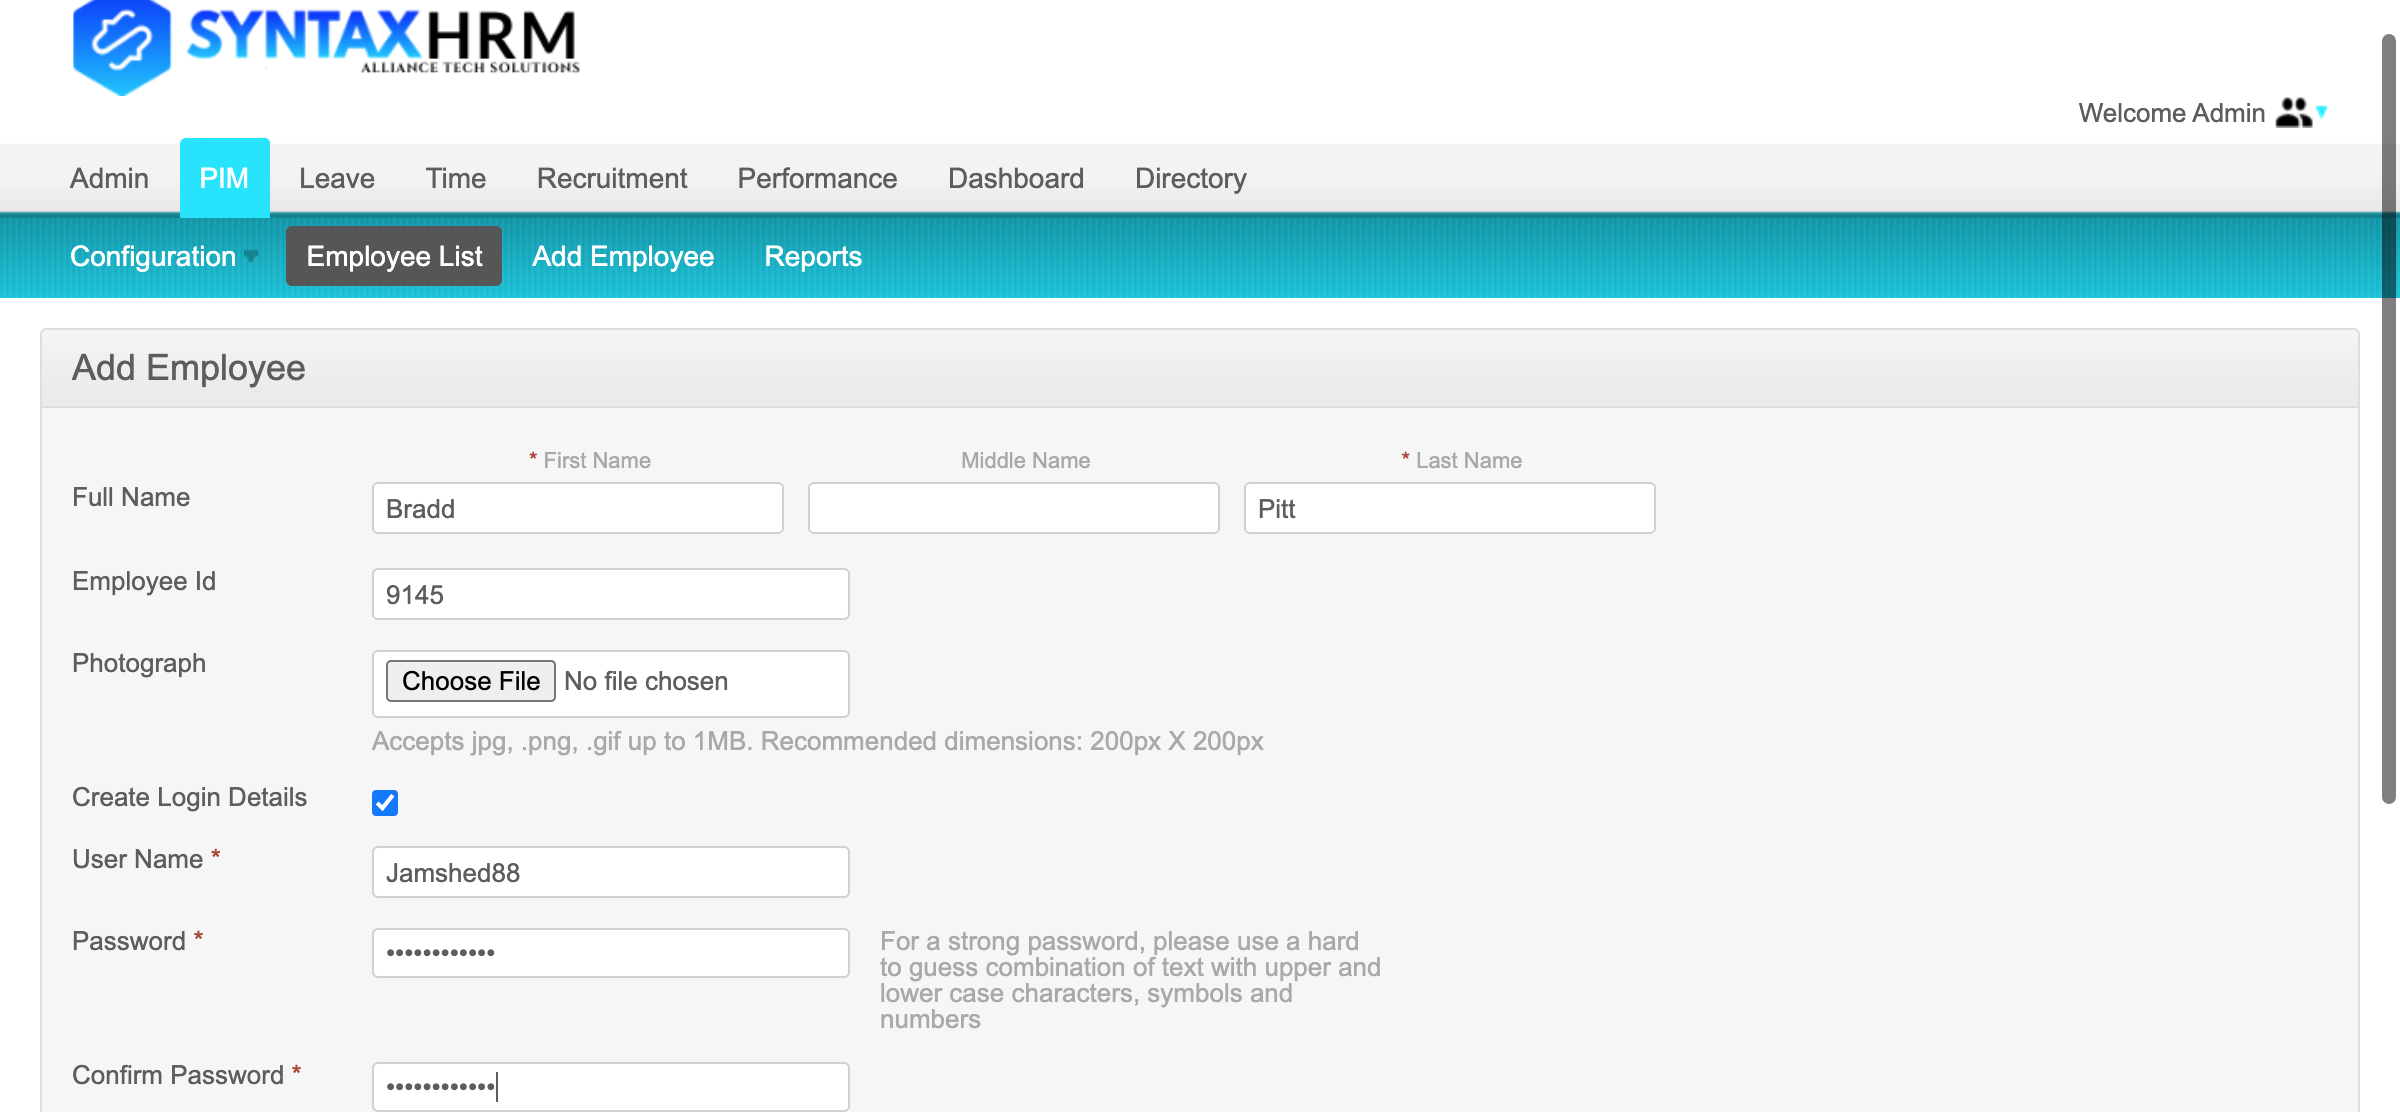 SYNTAXHRM
ALLIANCE TECH SOLUTIONS
Welcome Admin
Admin PIM Leave Time Recruitment Performance Dashboard Directory
Configuration Employee List Add Employee Reports
Add Employee
* First Name Middle Name * Last Name
Full Name Bradd Pitt
Employee Id 9145
Photograph Choose File No file chosen
Accepts jpg, .png, .gif up to 1MB. Recommended dimensions: 200px X 200px
Create Login Details
User Name * Jamshed88
Password * ••••••••••••
For a strong password, please use a hard
to guess combination of text with upper and
lower case characters, symbols and
numbers
Confirm Password * ••••••••••••